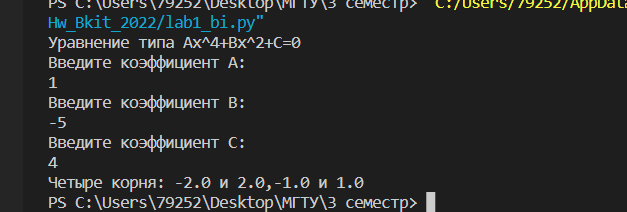 PS C:\Users\79252\Desktop\МГТУ\3 семестр> "C:/Users/79252/AppData
Hw_Bkit_2022/lab1_bi.py"
Уравнение типа Ax^4+Bx^2+C=0
Введите коэффициент A:
1
Введите коэффициент B:
-5
Введите коэффициент C:
4
Четыре корня: -2.0 и 2.0,-1.0 и 1.0
PS C:\Users\79252\Desktop\МГТУ\3 семестр>